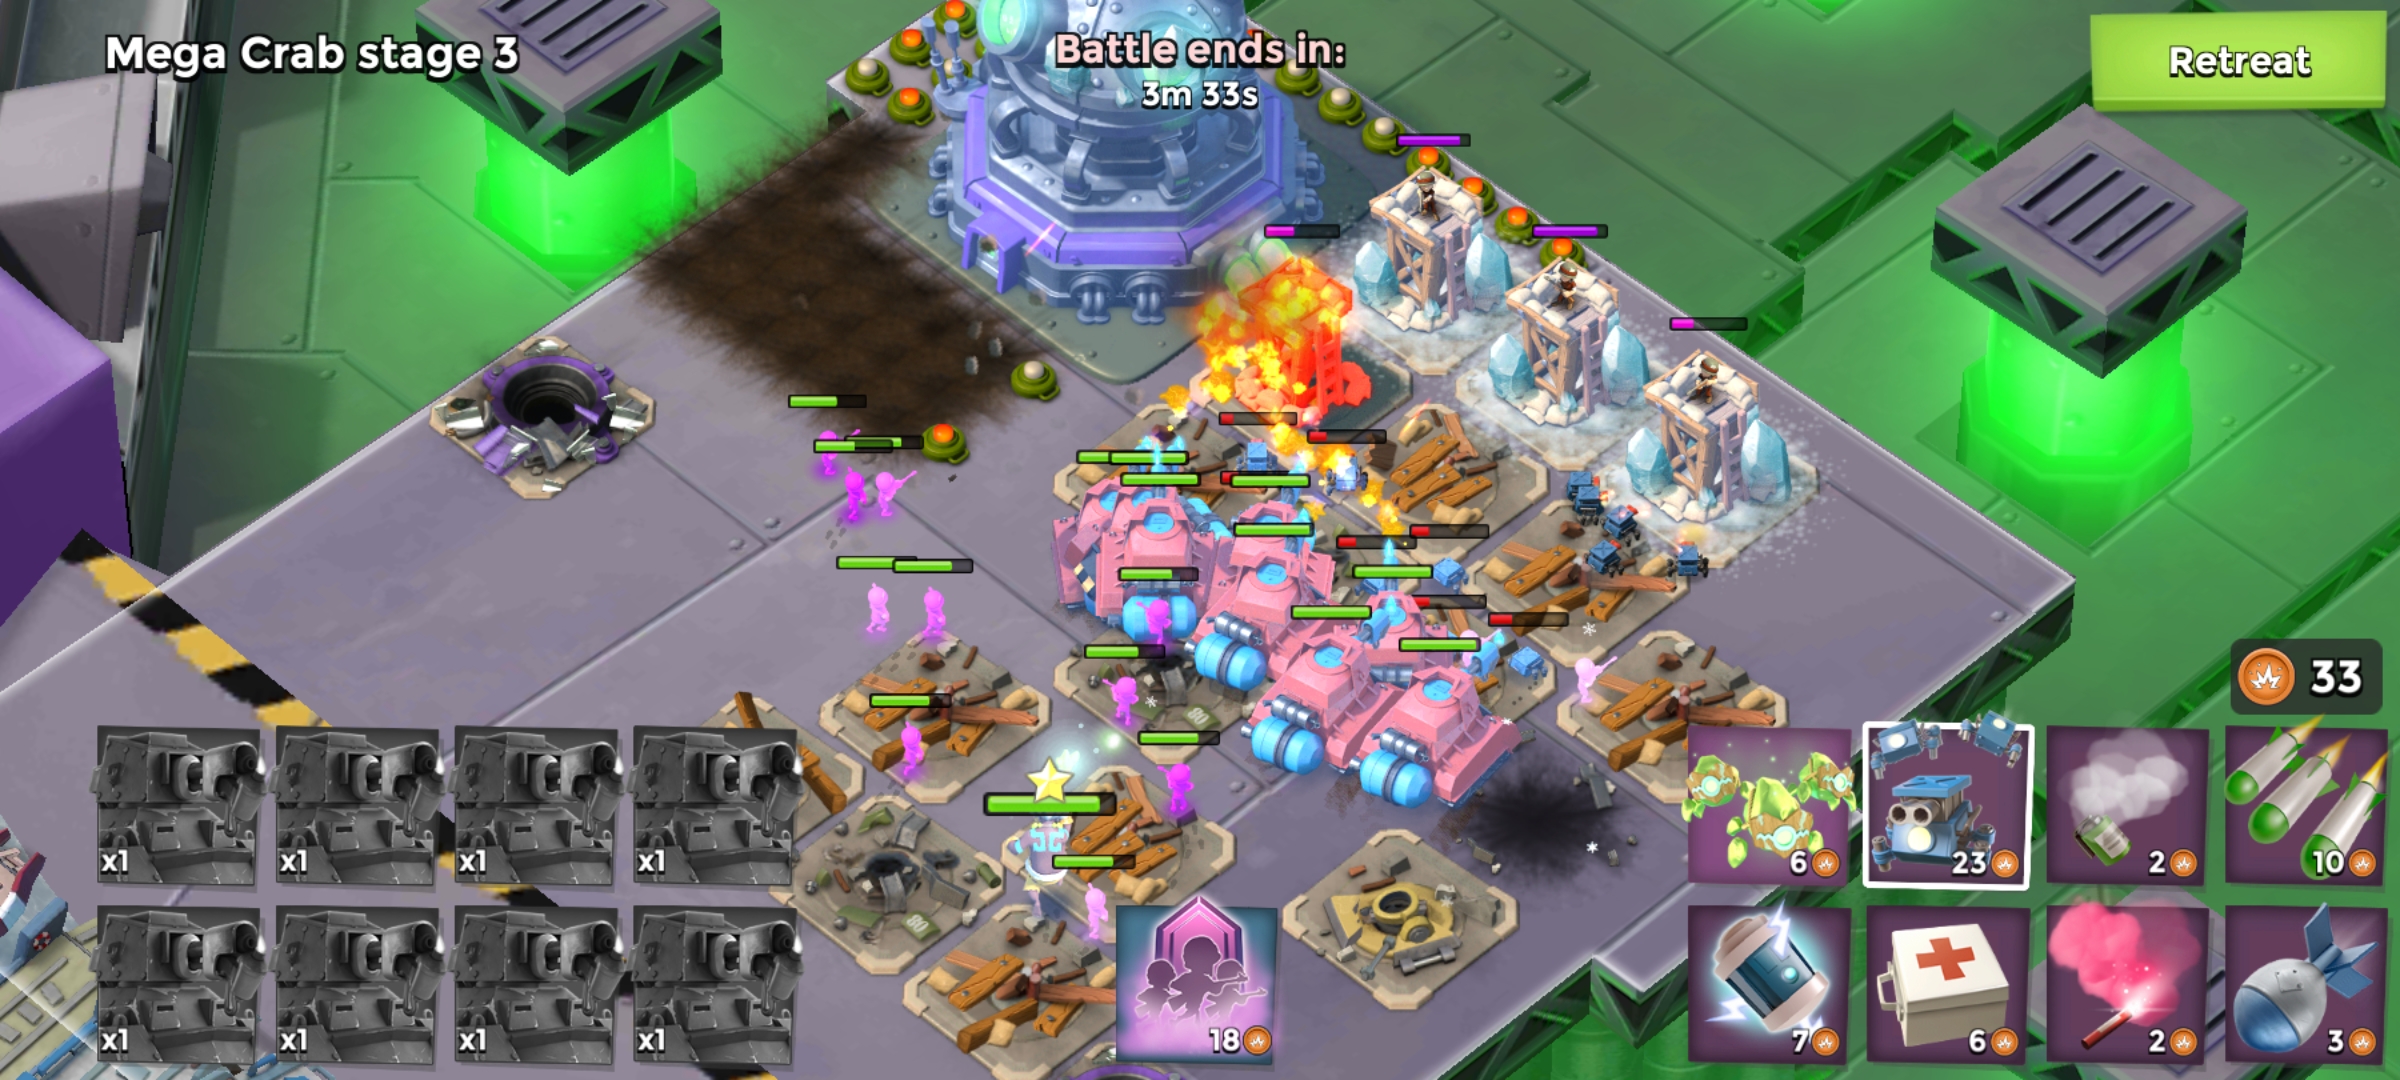 Mega Crab stage 3
Battle ends in:
3m 33s
Retreat
33
x1
x1
x1
x1
6
23
2
10
x1
x1
x1
x1
18
7
6
2
3